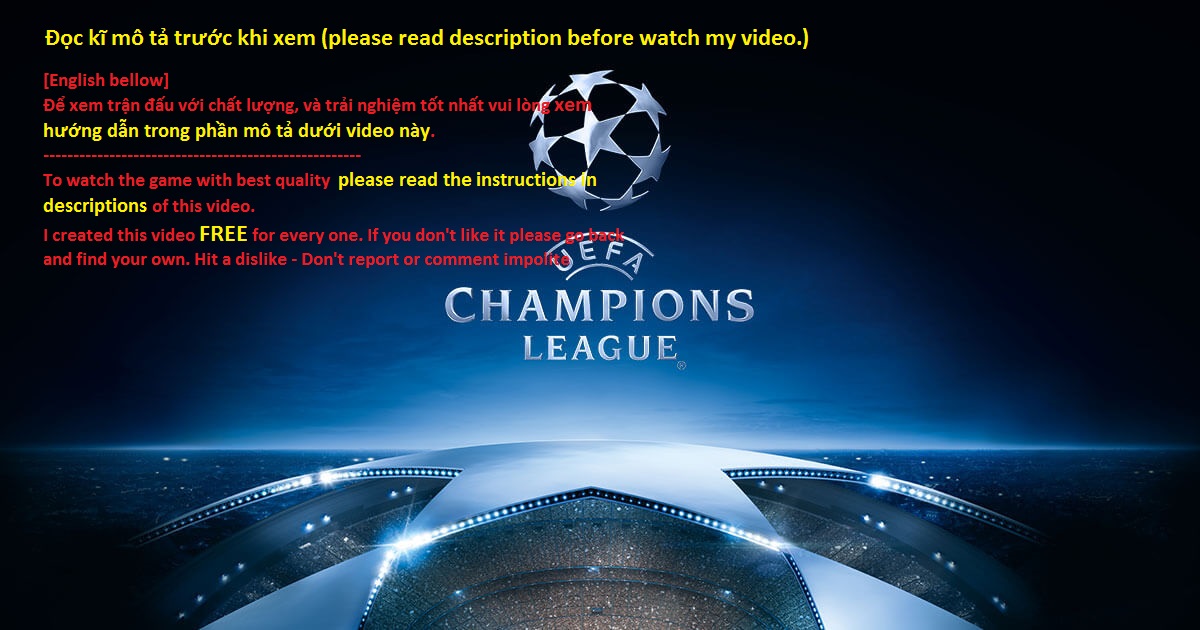 Đọc kĩ mô tả trước khi xem (please read description before watch my video.)
[English bellow]
Để xem trận đấu với chất lượng, và trải nghiệm tốt nhất vui lòng xem
hướng dẫn trong phần mô tả dưới video này.
-----------------------------------------------------
To watch the game with best quality please read the instructions in
descriptions of this video.
I created this video FREE for every one. If you don't like it please go back
and find your own. Hit a dislike - Don't report or comment impolite
UEFA
CHAMPIONS
LEAGUE®